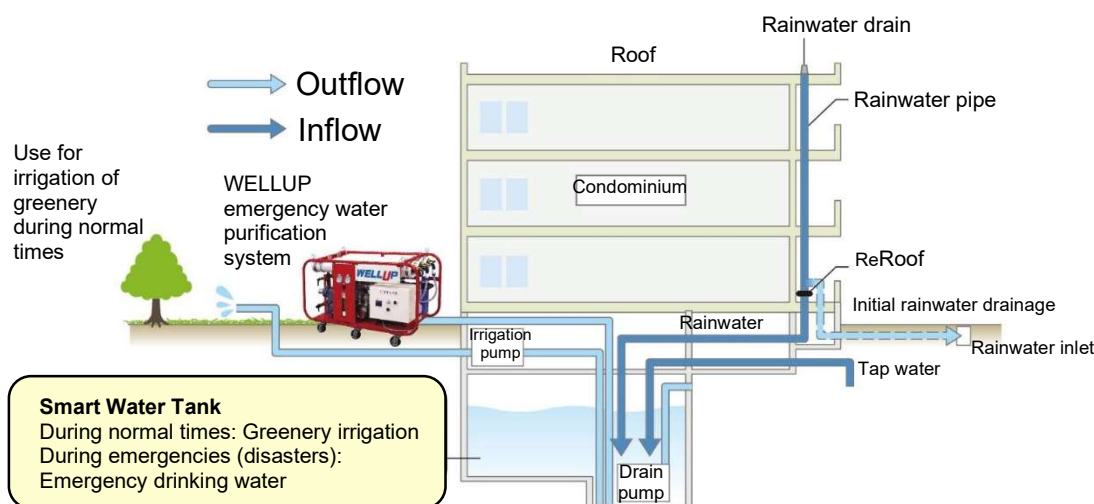 Rainwater drain
Roof
Outflow
Rainwater pipe
Inflow
Use for
irrigation of
greenery
during normal
times
WELLUP
emergency water
purification
system
Condominium
WELLUP
ReRoof
Initial rainwater drainage
Rainwater
Irrigation
pump
Rainwater inlet
Tap water
Smart Water Tank
During normal times: Greenery irrigation
During emergencies (disasters):
Emergency drinking water
Drain
pump